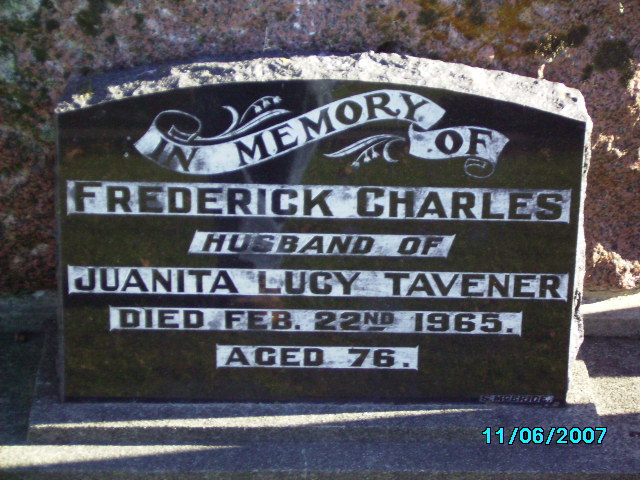 IN MEMORY OF
FREDERICK CHARLES
HUSBAND OF
JUANITA LUCY TAVENER
DIED FEB. 22ND 1965.
AGED 76.
S. MCBRIDE.
11/06/2007